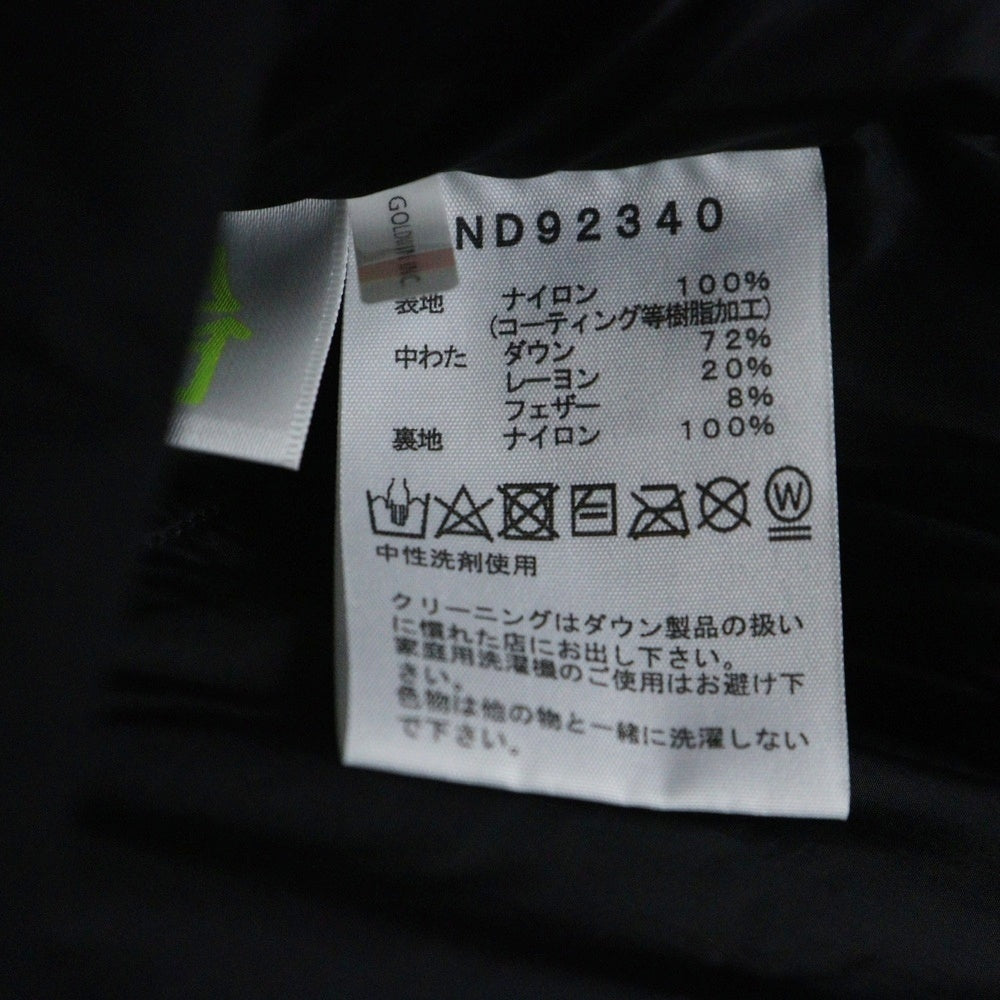 ND92340
表地 ナイロン 100%
(コーティング等樹脂加工)
中わた ダウン 72%
レーヨン 20%
フェザー 8%
裏地 ナイロン 100%
W
中性洗剤使用
クリーニングはダウン製品の扱い
に慣れた店にお出し下さい。
家庭用洗濯機のご使用はお避け下
さい。
色物は他の物と一緒に洗濯しない
で下さい。